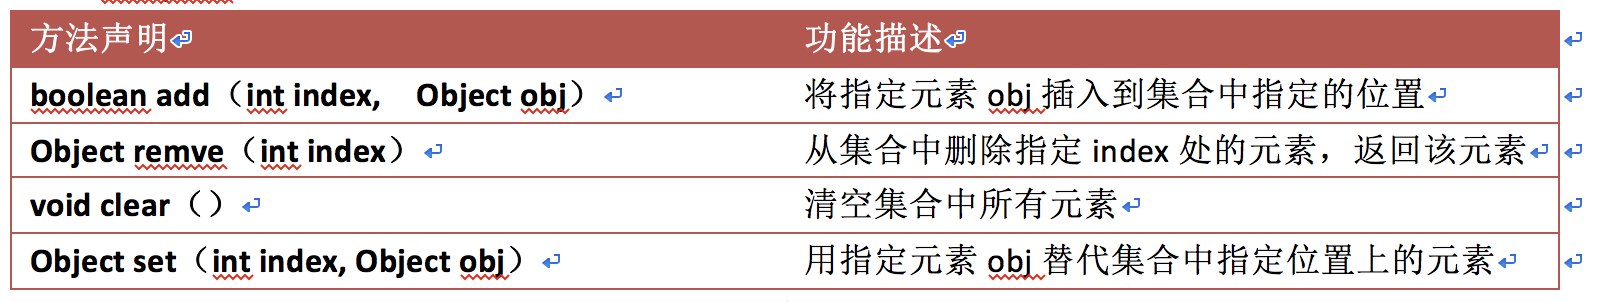 方法声明 功能描述
boolean add（int index, Object obj） 将指定元素 obj 插入到集合中指定的位置
Object remve（int index） 从集合中删除指定 index 处的元素，返回该元素
void clear（） 清空集合中所有元素
Object set（int index, Object obj） 用指定元素 obj 替代集合中指定位置上的元素